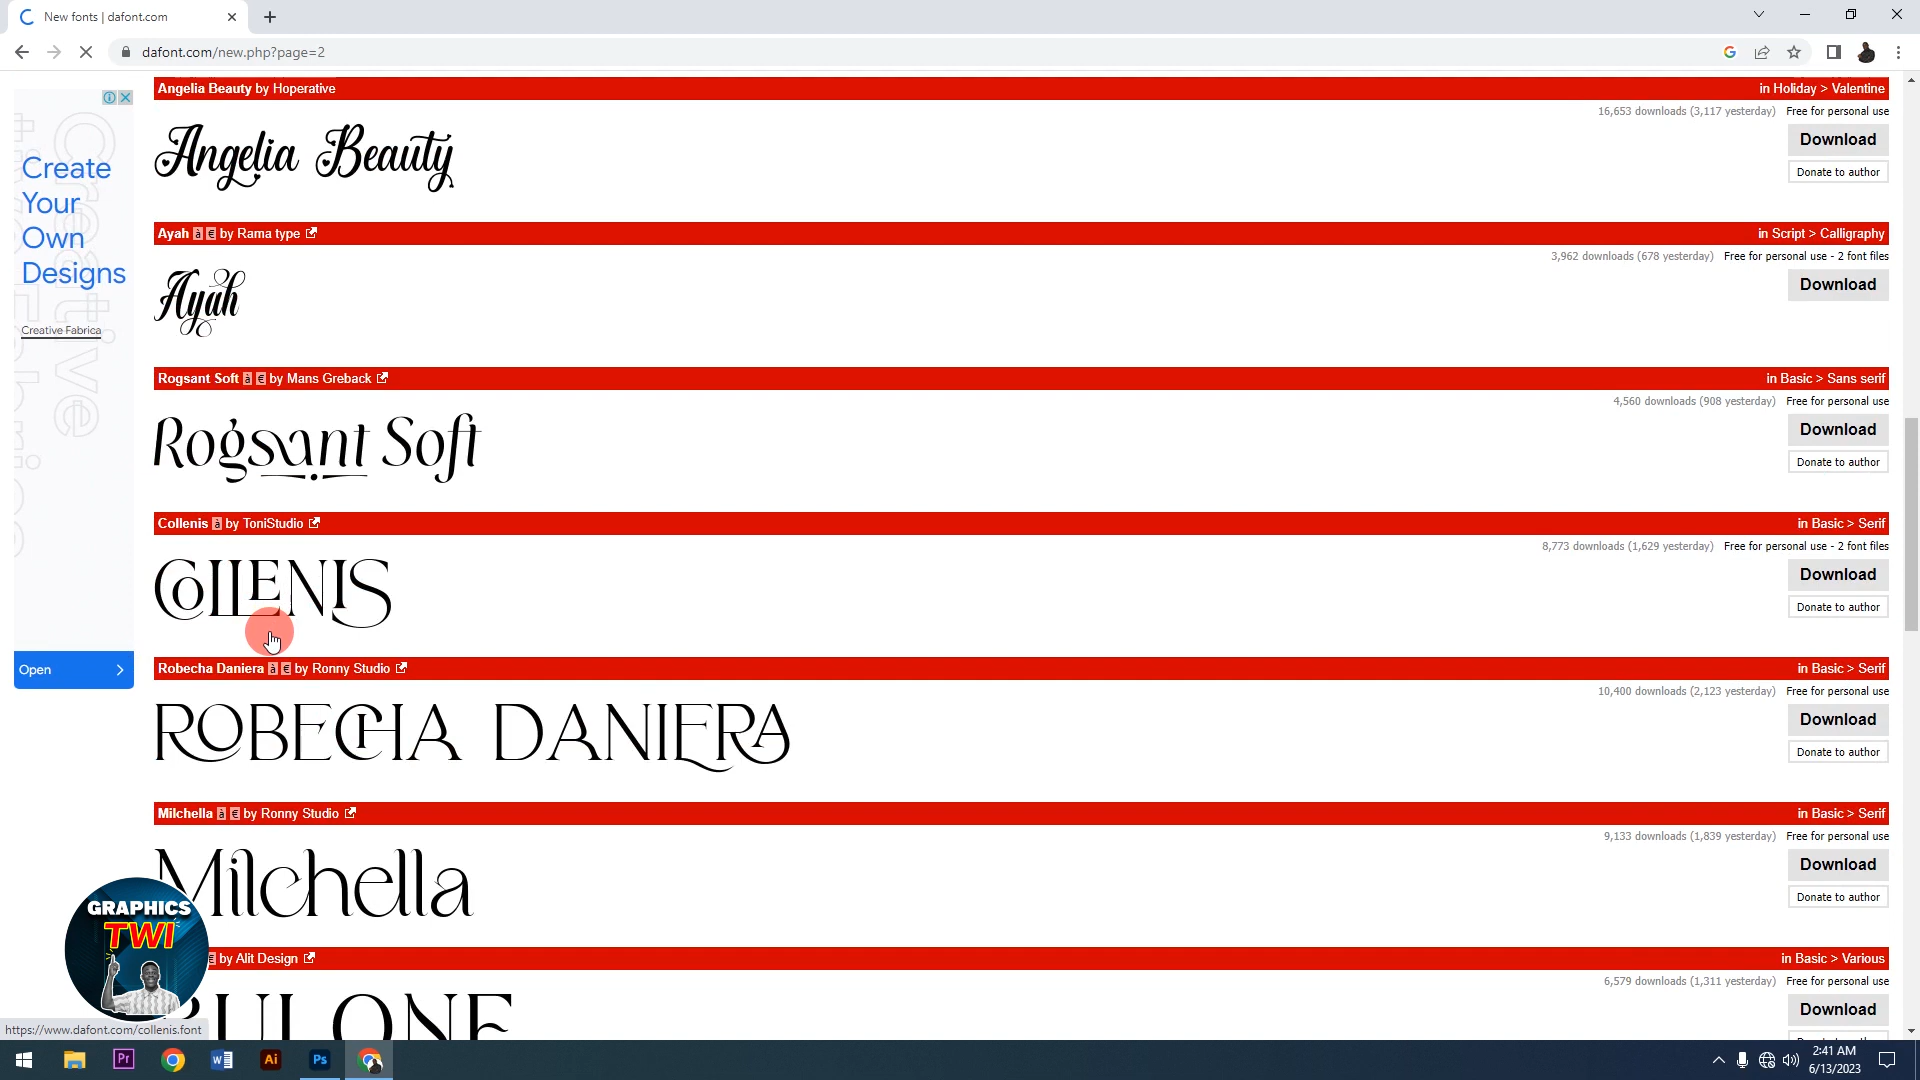 New fonts | dafont.com
dafont.com/new.php?page=2
Angelia Beauty by Hoperative in Holiday > Valentine
16,653 downloads (3,117 yesterday) Free for personal use
Angelia Beauty
Download
Donate to author
Ayah à € by Rama type in Script > Calligraphy
3,962 downloads (678 yesterday) Free for personal use - 2 font files
Ayah
Download
Rogsant Soft à € by Mans Greback in Basic > Sans serif
4,560 downloads (908 yesterday) Free for personal use
Rogsant Soft
Download
Donate to author
Collenis à by ToniStudio in Basic > Serif
8,773 downloads (1,629 yesterday) Free for personal use - 2 font files
COLLENIS
Download
Donate to author
Robecha Daniera à € by Ronny Studio in Basic > Serif
10,400 downloads (2,123 yesterday) Free for personal use
ROBECHA DANIERA
Download
Donate to author
Milchella à € by Ronny Studio in Basic > Serif
9,133 downloads (1,839 yesterday) Free for personal use
Milchella
Download
Donate to author
€ by Alit Design in Basic > Various
6,579 downloads (1,311 yesterday) Free for personal use
Download
Create
Your
Own
Designs
Creative Fabrica
Open
GRAPHICS
TWI
https://www.dafont.com/collenis.font
Pr
W
Ai
Ps
2:41 AM
6/13/2023